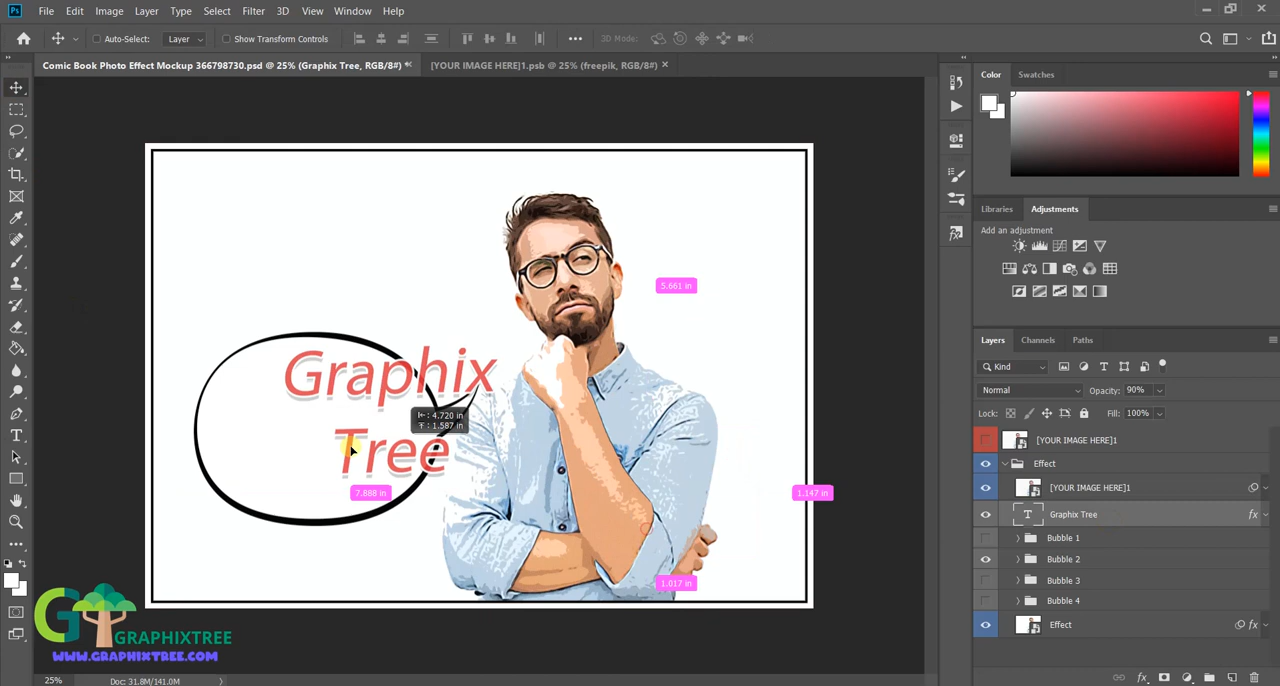 Ps File Edit Image Layer Type Select Filter 3D View Window Help
Auto-Select: Layer Show Transform Controls 3D Mode:
Comic Book Photo Effect Mockup 366798730.psd @ 25% (Graphix Tree, RGB/8#) * × [YOUR IMAGE HERE]1.psb @ 25% (freepik, RGB/8#) ×
Color Swatches
Libraries Adjustments
Add an adjustment
5.661 in
Graphix
Tree
4.720 in
1.587 in
7.888 in
1.147 in
1.017 in
Layers Channels Paths
Kind
Normal Opacity: 90%
Lock: Fill: 100%
[YOUR IMAGE HERE]1
Effect
[YOUR IMAGE HERE]1
T Graphix Tree fx
Bubble 1
Bubble 2
Bubble 3
Bubble 4
Effect fx
GRAPHIXTREE
WWW.GRAPHIXTREE.COM
25% Doc: 31.8M/141.0M